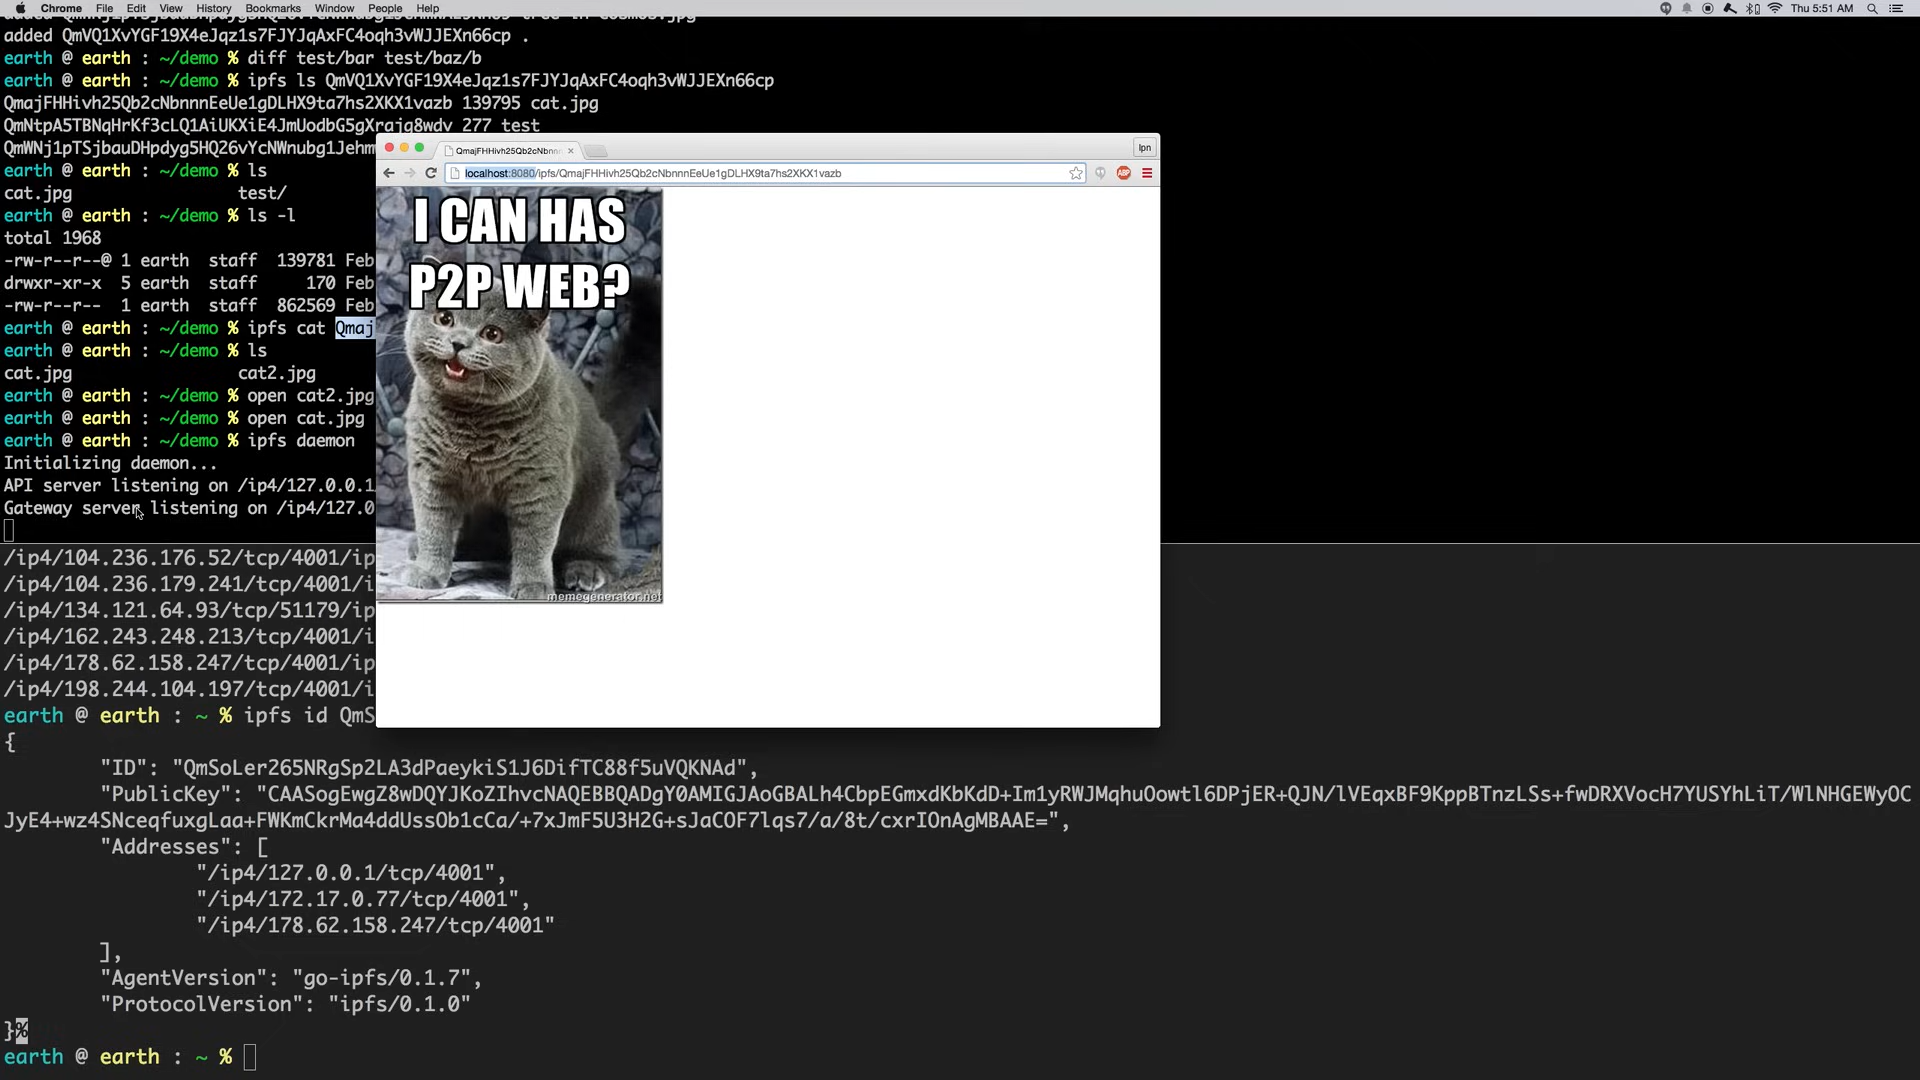 Chrome File Edit View History Bookmarks Window People Help Thu 5:51 AM
added QmVQ1XvYGF19X4eJqz1s7FJYJqAxFC4oqh3vWJJEXn66cp .
earth @ earth : ~/demo % diff test/bar test/baz/b
earth @ earth : ~/demo % ipfs ls QmVQ1XvYGF19X4eJqz1s7FJYJqAxFC4oqh3vWJJEXn66cp
QmajFHHivh25Qb2cNbnnnEeUe1gDLHX9ta7hs2XKX1vazb 139795 cat.jpg
QmNtpA5TBNqHrKf3cLQ1AiUKXiE4JmUodbG5gXrajg8wdv 277 test
QmWNj1pTSjbauDHpdyg5HQ26vYcNWnubg1Jehm
earth @ earth : ~/demo % ls
cat.jpg test/
earth @ earth : ~/demo % ls -l
total 1968
-rw-r--r--@ 1 earth staff 139781 Feb
drwxr-xr-x 5 earth staff 170 Feb
-rw-r--r-- 1 earth staff 862569 Feb
earth @ earth : ~/demo % ipfs cat Qmaj
earth @ earth : ~/demo % ls
cat.jpg cat2.jpg
earth @ earth : ~/demo % open cat2.jpg
earth @ earth : ~/demo % open cat.jpg
earth @ earth : ~/demo % ipfs daemon
Initializing daemon...
API server listening on /ip4/127.0.0.1
Gateway server listening on /ip4/127.0
QmajFHHivh25Qb2cNbnn
Ipn
localhost:8080/ipfs/QmajFHHivh25Qb2cNbnnnEeUe1gDLHX9ta7hs2XKX1vazb
ABP
I CAN HAS
P2P WEB?
memegenerator.net
/ip4/104.236.176.52/tcp/4001/ip
/ip4/104.236.179.241/tcp/4001/i
/ip4/134.121.64.93/tcp/51179/ip
/ip4/162.243.248.213/tcp/4001/i
/ip4/178.62.158.247/tcp/4001/ip
/ip4/198.244.104.197/tcp/4001/i
earth @ earth : ~ % ipfs id QmS
{
"ID": "QmSoLer265NRgSp2LA3dPaeykiS1J6DifTC88f5uVQKNAd",
"PublicKey": "CAASogEwgZ8wDQYJKoZIhvcNAQEBBQADgY0AMIGJAoGBALh4CbpEGmxdKbKdD+Im1yRWJMqhuOowtl6DPjER+QJN/lVEqxBF9KppBTnzLSs+fwDRXVocH7YUSYhLiT/WlNHGEWyOC
JyE4+wz4SNceqfuxgLaa+FWKmCkrMa4ddUssOb1cCa/+7xJmF5U3H2G+sJaCOF7lqs7/a/8t/cxrIOnAgMBAAE=",
"Addresses": [
"/ip4/127.0.0.1/tcp/4001",
"/ip4/172.17.0.77/tcp/4001",
"/ip4/178.62.158.247/tcp/4001"
],
"AgentVersion": "go-ipfs/0.1.7",
"ProtocolVersion": "ipfs/0.1.0"
}%
earth @ earth : ~ %